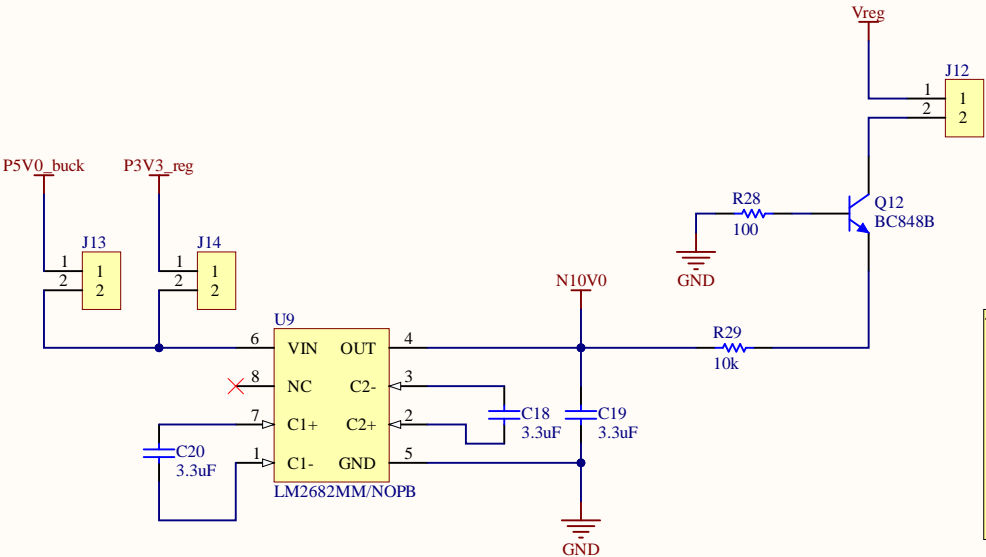 Vreg
J12
1
1
2
2
P5V0_buck
P3V3_reg
R28
100
Q12
BC848B
GND
J13
1
1
2
2
J14
1
1
2
2
N10V0
U9
6
VIN
OUT
4
R29
10k
8
NC
C2-
3
7
C1+
C2+
2
C18
3.3uF
C19
3.3uF
C20
3.3uF
1
C1-
GND
5
LM2682MM/NOPB
GND